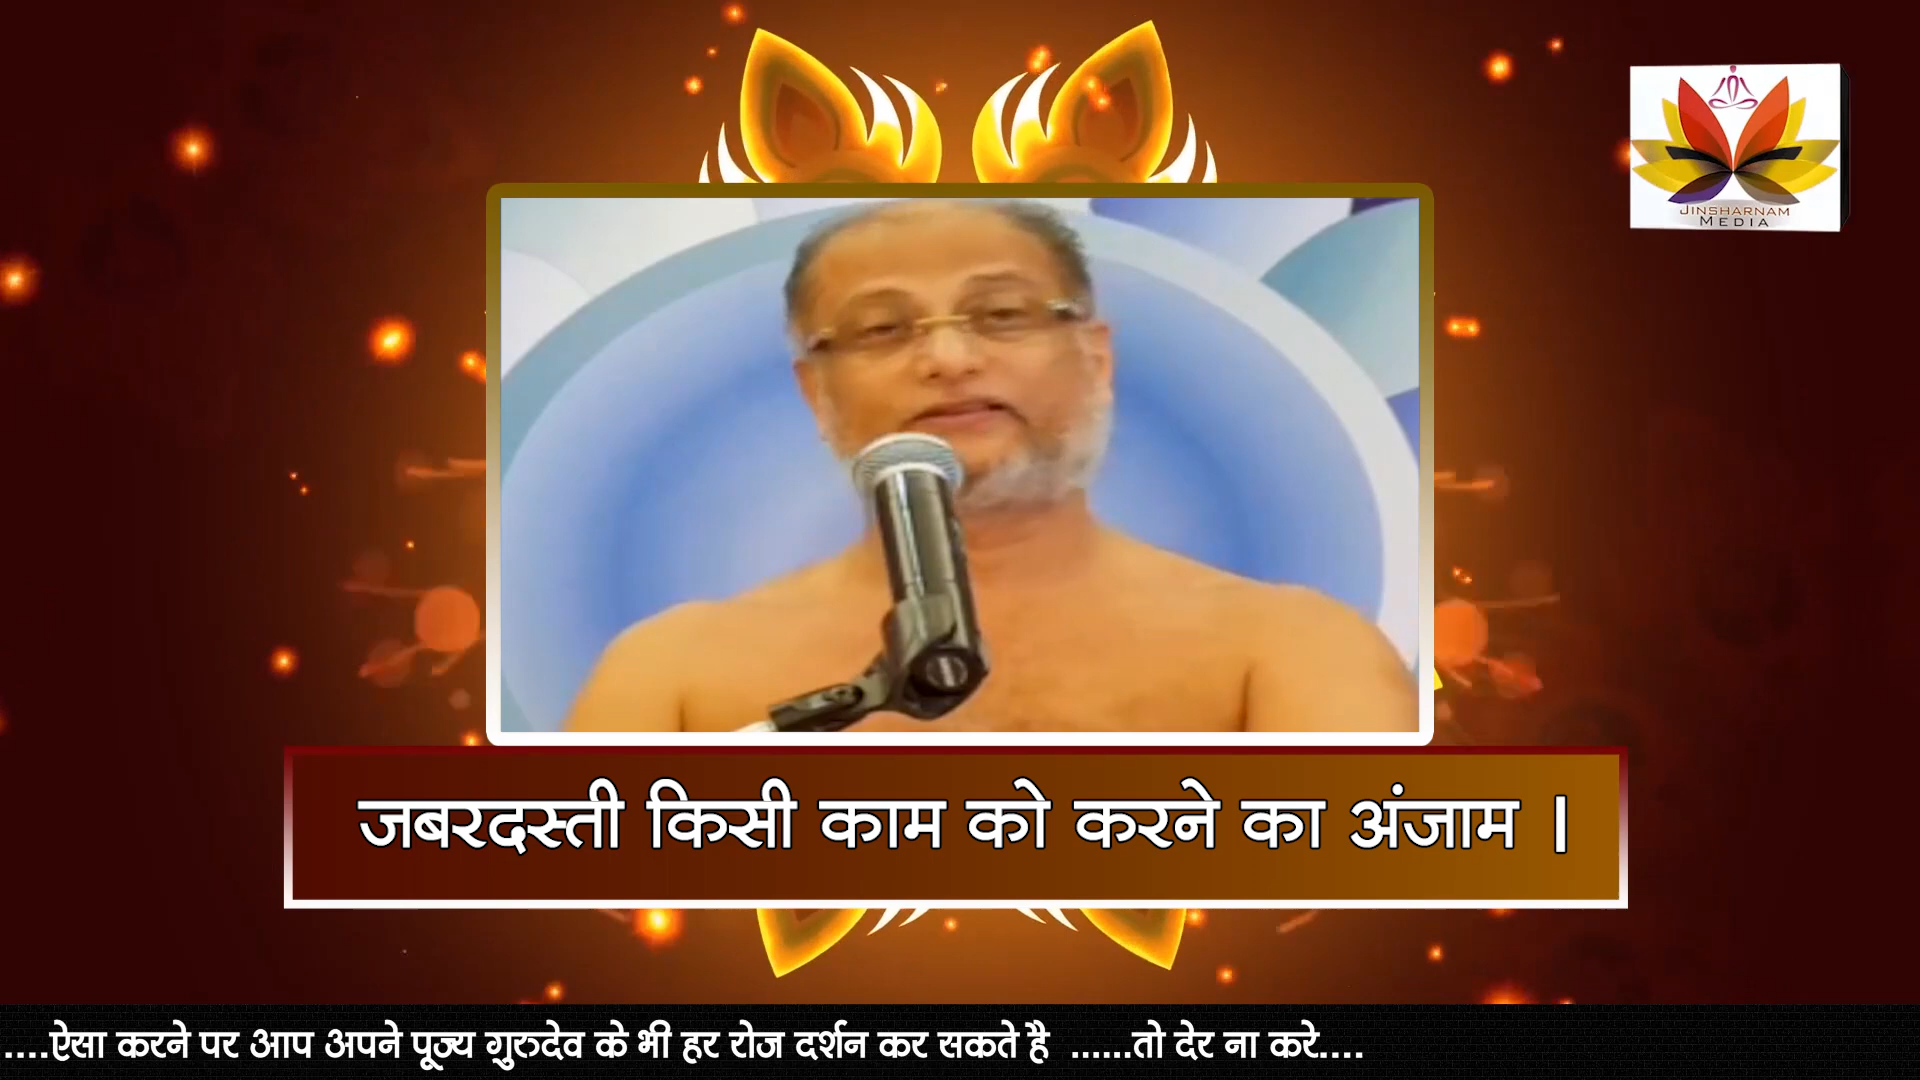 JINSHARNAM
MEDIA
जबरदस्ती किसी काम को करने का अंजाम ।
....ऐसा करने पर आप अपने पूज्य गुरुदेव के भी हर रोज दर्शन कर सकते है ......तो देर ना करे....